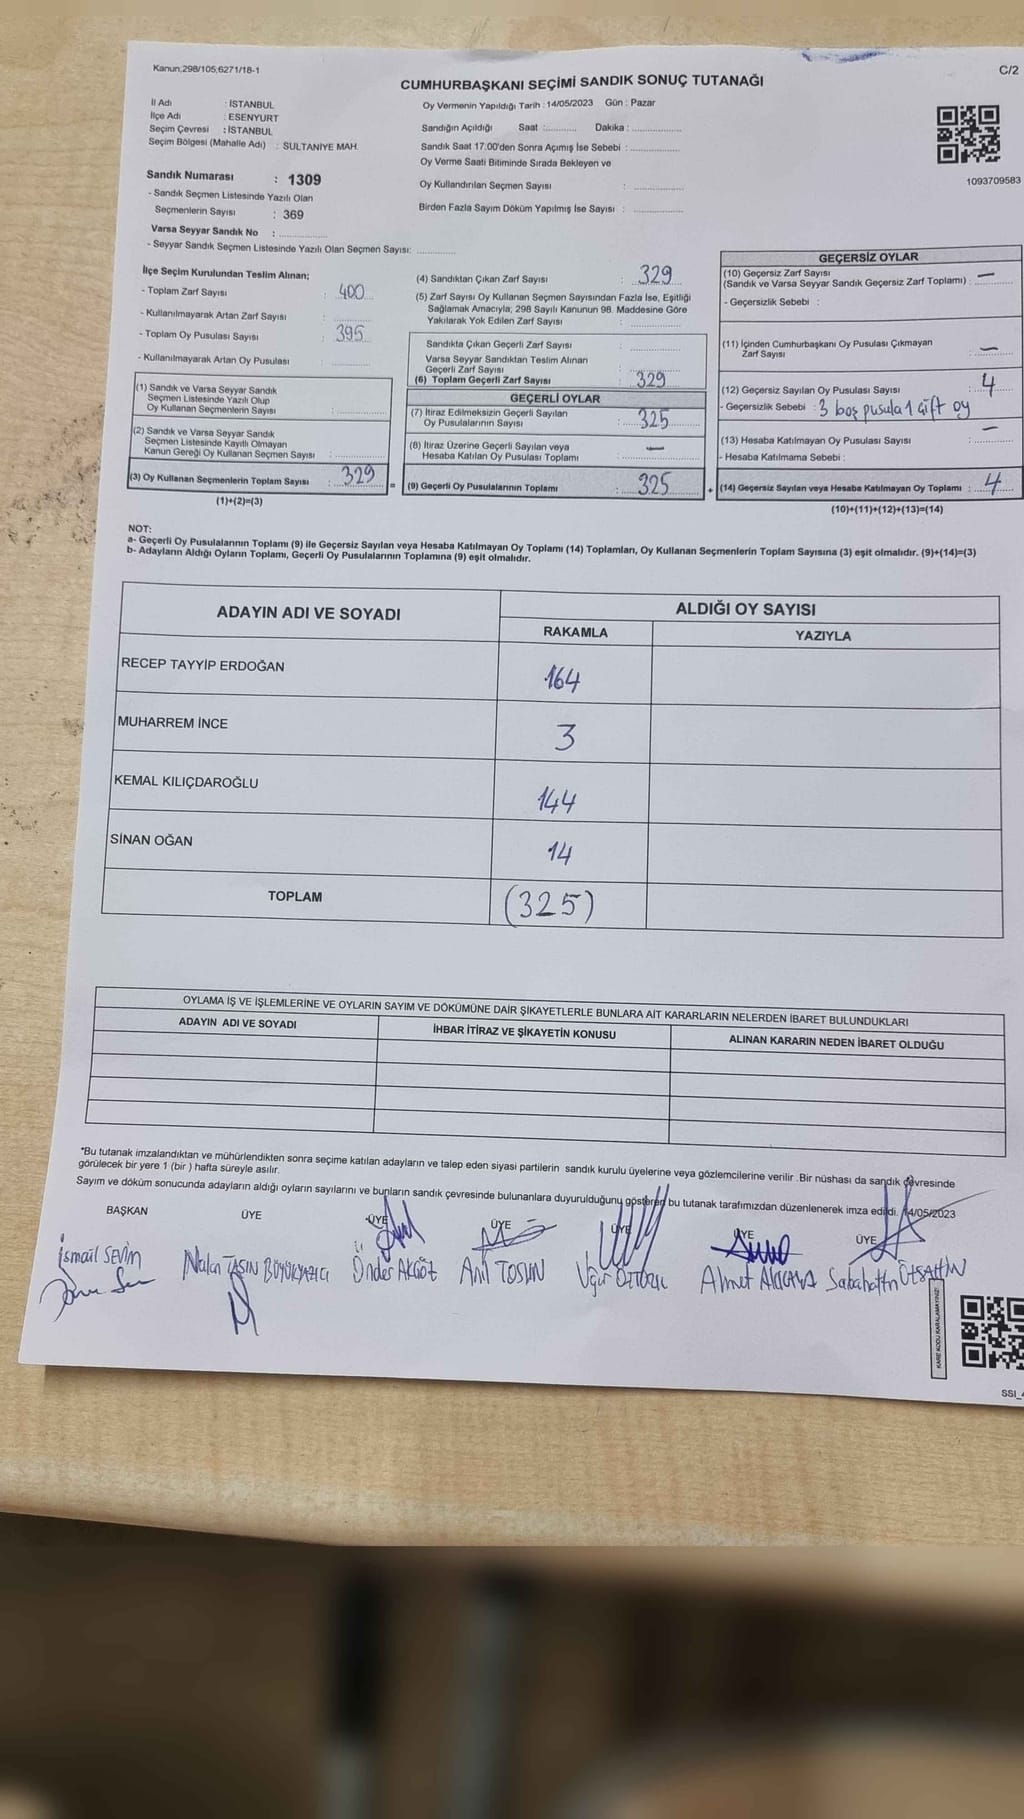 Kanun;298/105,6271/18-1
C/2
CUMHURBAŞKANI SEÇİMİ SANDIK SONUÇ TUTANAĞI
İl Adı : İSTANBUL
İlçe Adı : ESENYURT
Seçim Çevresi : İSTANBUL
Seçim Bölgesi (Mahalle Adı) : SULTANİYE MAH.
Sandık Numarası : 1309
- Sandık Seçmen Listesinde Yazılı Olan
Seçmenlerin Sayısı : 369
Varsa Seyyar Sandık No : ............
- Seyyar Sandık Seçmen Listesinde Yazılı Olan Seçmen Sayısı: ............
Oy Vermenin Yapıldığı Tarih : 14/05/2023 Gün : Pazar
Sandığın Açıldığı Saat :........... Dakika : ...............
Sandık Saat 17.00'den Sonra Açımış İse Sebebi : ...............
Oy Verme Saati Bitiminde Sırada Bekleyen ve
Oy Kullandırılan Seçmen Sayısı : ...............
Birden Fazla Sayım Döküm Yapılmış İse Sayısı : ...............
1093709583
İlçe Seçim Kurulundan Teslim Alınan;
- Toplam Zarf Sayısı : 400
- Kullanılmayarak Artan Zarf Sayısı :
- Toplam Oy Pusulası Sayısı : 395
- Kullanılmayarak Artan Oy Pusulası :
(1) Sandık ve Varsa Seyyar Sandık
Seçmen Listesinde Yazılı Olup
Oy Kullanan Seçmenlerin Sayısı :
(2) Sandık ve Varsa Seyyar Sandık
Seçmen Listesinde Kayıtlı Olmayan
Kanun Gereği Oy Kullanan Seçmen Sayısı :
(3) Oy Kullanan Seçmenlerin Toplam Sayısı : 329
(1)+(2)=(3)
(4) Sandıktan Çıkan Zarf Sayısı : 329
(5) Zarf Sayısı Oy Kullanan Seçmen Sayısından Fazla İse, Eşitliği
Sağlamak Amacıyla; 298 Sayılı Kanunun 98. Maddesine Göre
Yakılarak Yok Edilen Zarf Sayısı :
Sandıkta Çıkan Geçerli Zarf Sayısı :
Varsa Seyyar Sandıktan Teslim Alınan
Geçerli Zarf Sayısı :
(6) Toplam Geçerli Zarf Sayısı : 329
GEÇERLİ OYLAR
(7) İtiraz Edilmeksizin Geçerli Sayılan
Oy Pusulalarının Sayısı : 325
(8) İtiraz Üzerine Geçerli Sayılan veya
Hesaba Katılan Oy Pusulası Toplamı : —
=
(9) Geçerli Oy Pusulalarının Toplamı : 325
+
GEÇERSİZ OYLAR
(10) Geçersiz Zarf Sayısı
(Sandık ve Varsa Seyyar Sandık Geçersiz Zarf Toplamı) : —
- Geçersizlik Sebebi :
(11) İçinden Cumhurbaşkanı Oy Pusulası Çıkmayan
Zarf Sayısı : —
(12) Geçersiz Sayılan Oy Pusulası Sayısı : 4
- Geçersizlik Sebebi : 3 boş pusula 1 çift oy
(13) Hesaba Katılmayan Oy Pusulası Sayısı : —
- Hesaba Katılmama Sebebi :
(14) Geçersiz Sayılan veya Hesaba Katılmayan Oy Toplamı : 4
(10)+(11)+(12)+(13)=(14)
NOT:
a- Geçerli Oy Pusulalarının Toplamı (9) ile Geçersiz Sayılan veya Hesaba Katılmayan Oy Toplamı (14) Toplamları, Oy Kullanan Seçmenlerin Toplam Sayısına (3) eşit olmalıdır. (9)+(14)=(3)
b- Adayların Aldığı Oyların Toplamı, Geçerli Oy Pusulalarının Toplamına (9) eşit olmalıdır.
ADAYIN ADI VE SOYADI
ALDIĞI OY SAYISI
RAKAMLA YAZIYLA
RECEP TAYYİP ERDOĞAN 164
MUHARREM İNCE 3
KEMAL KILIÇDAROĞLU 144
SİNAN OĞAN 14
TOPLAM (325)
OYLAMA İŞ VE İŞLEMLERİNE VE OYLARIN SAYIM VE DÖKÜMÜNE DAİR ŞİKAYETLERLE BUNLARA AİT KARARLARIN NELERDEN İBARET BULUNDUKLARI
ADAYIN ADI VE SOYADI
İHBAR İTİRAZ VE ŞİKAYETİN KONUSU
ALINAN KARARIN NEDEN İBARET OLDUĞU
*Bu tutanak imzalandıktan ve mühürlendikten sonra seçime katılan adayların ve talep eden siyasi partilerin sandık kurulu üyelerine veya gözlemcilerine verilir .Bir nüshası da sandık çevresinde
görülecek bir yere 1 (bir ) hafta süreyle asılır.
Sayım ve döküm sonucunda adayların aldığı oyların sayılarını ve bunların sandık çevresinde bulunanlara duyurulduğunu gösteren bu tutanak tarafımızdan düzenlenerek imza edildi. 14/05/2023
BAŞKAN ÜYE ÜYE ÜYE ÜYE ÜYE ÜYE
İsmail SEVİM Nalan TAŞIN BÜYÜKYAZICI Önder AKGÖZ Anıl TOSUN Uğur ÖZTÜRK Ahmet Sabahattin
KARE KODU KARALAMAYINIZ!